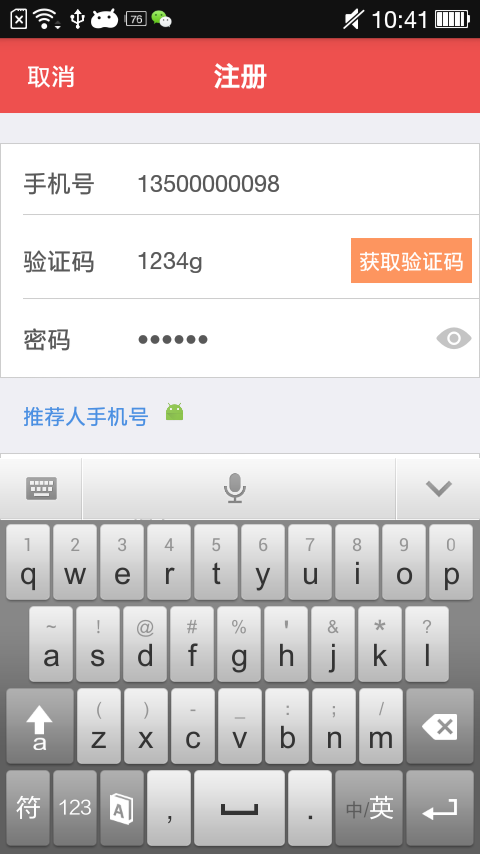 76 10:41
取消 注册
手机号 13500000098
验证码 1234g 获取验证码
密码 ••••••
推荐人手机号
1 2 3 4 5 6 7 8 9 0
q w e r t y u i o p
~ ! @ # % ' & * ?
a s d f g h j k l
( ) - _ : ; /
a z x c v b n m
符 123 A , . 中/英